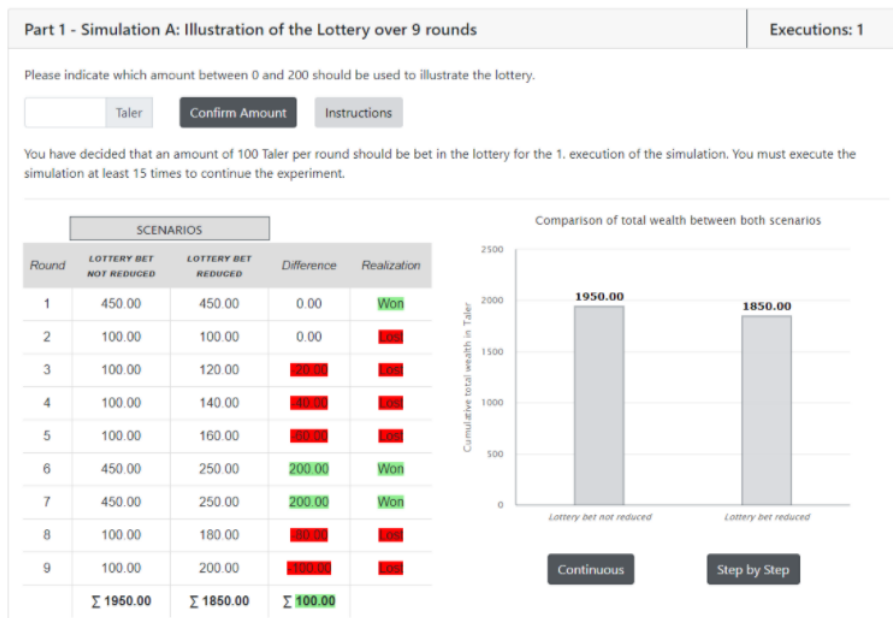 Part 1 - Simulation A: Illustration of the Lottery over 9 rounds
Executions: 1
Please indicate which amount between 0 and 200 should be used to illustrate the lottery.
Taler
Confirm Amount
Instructions
You have decided that an amount of 100 Taler per round should be bet in the lottery for the 1. execution of the simulation. You must execute the
simulation at least 15 times to continue the experiment.
SCENARIOS
Round LOTTERY BET NOT REDUCED LOTTERY BET REDUCED Difference Realization
1 450.00 450.00 0.00 Won
2 100.00 100.00 0.00 Lost
3 100.00 120.00 -20.00 Lost
4 100.00 140.00 -40.00 Lost
5 100.00 160.00 -60.00 Lost
6 450.00 250.00 200.00 Won
7 450.00 250.00 200.00 Won
8 100.00 180.00 -80.00 Lost
9 100.00 200.00 -100.00 Lost
∑ 1950.00 ∑ 1850.00 ∑ 100.00
Comparison of total wealth between both scenarios
Cumulative total wealth in Taler
2500
2000
1500
1000
500
0
1950.00
1850.00
Lottery bet not reduced
Lottery bet reduced
Continuous
Step by Step